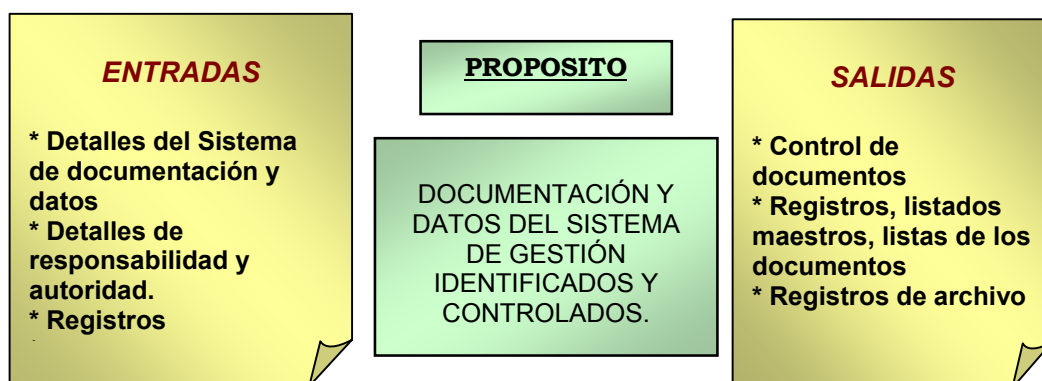 ENTRADAS
* Detalles del Sistema
de documentación y
datos
* Detalles de
responsabilidad y
autoridad.
* Registros
PROPOSITO
DOCUMENTACIÓN Y
DATOS DEL SISTEMA
DE GESTIÓN
IDENTIFICADOS Y
CONTROLADOS.
SALIDAS
* Control de
documentos
* Registros, listados
maestros, listas de los
documentos
* Registros de archivo